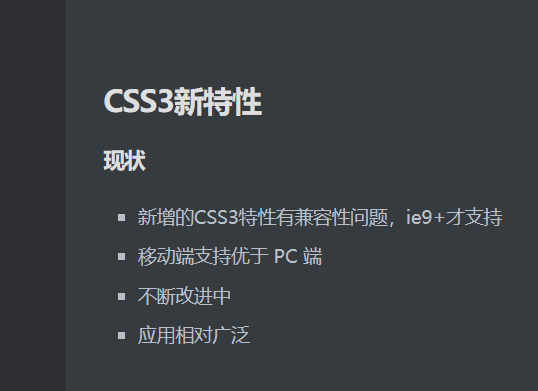 CSS3新特性
现状
新增的CSS3特性有兼容性问题，ie9+才支持
移动端支持优于 PC 端
不断改进中
应用相对广泛